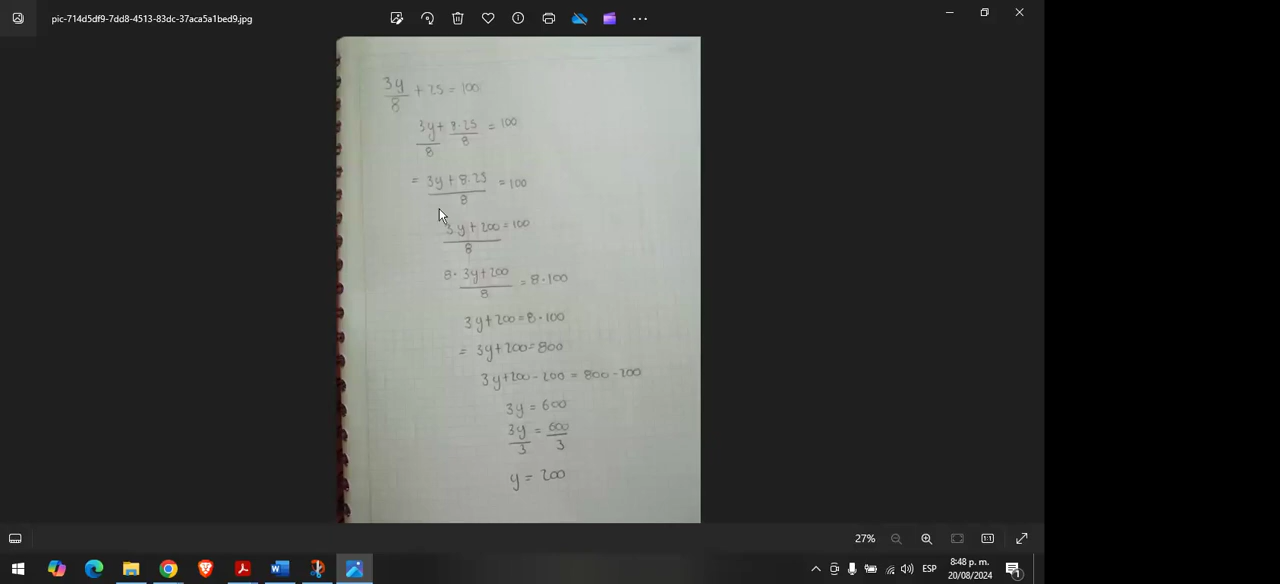 pic-714d5df9-7dd8-4513-83dc-37aca5a1bed9.jpg
3y/8 + 25 = 100
3y/8 + 8·25/8 = 100
= 3y + 8·25/8 = 100
3y + 200/8 = 100
8· 3y+200/8 = 8·100
3y+200=8·100
= 3y+200=800
3y+200-200 = 800-200
3y = 600
3y/3 = 600/3
y = 200
27%
1:1
ESP
8:48 p. m.
20/08/2024
1